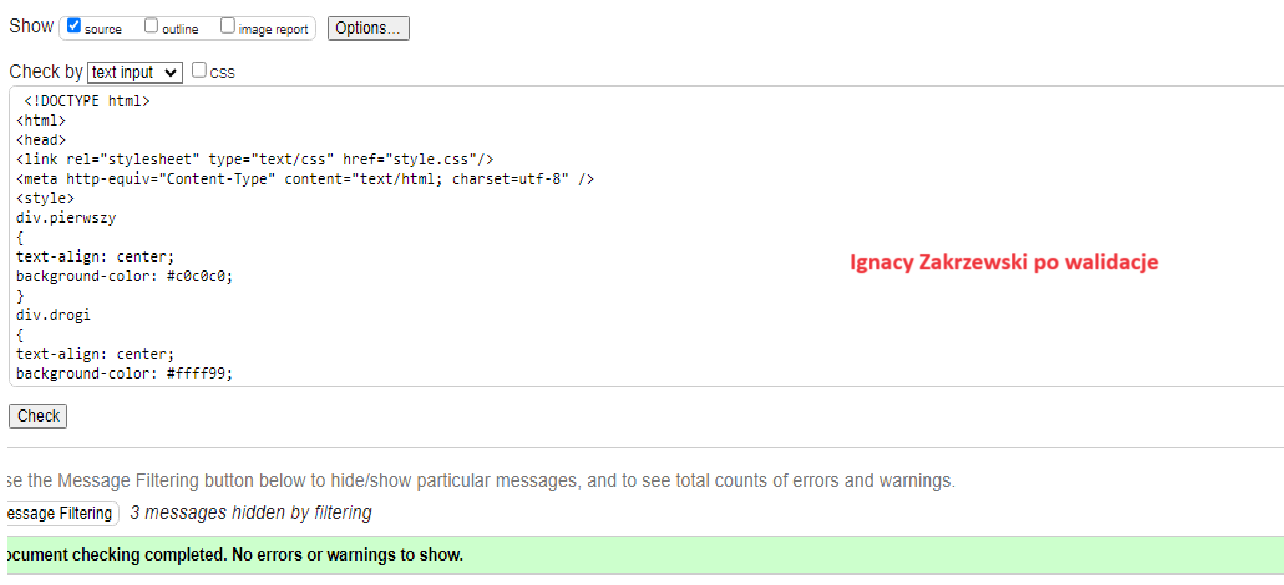 Show source outline image report Options...
Check by text input css
<!DOCTYPE html>
<html>
<head>
<link rel="stylesheet" type="text/css" href="style.css"/>
<meta http-equiv="Content-Type" content="text/html; charset=utf-8" />
<style>
div.pierwszy
{
text-align: center;
Ignacy Zakrzewski po walidacje
background-color: #c0c0c0;
}
div.drogi
{
text-align: center;
background-color: #ffff99;
Check
se the Message Filtering button below to hide/show particular messages, and to see total counts of errors and warnings.
essage Filtering 3 messages hidden by filtering
ocument checking completed. No errors or warnings to show.